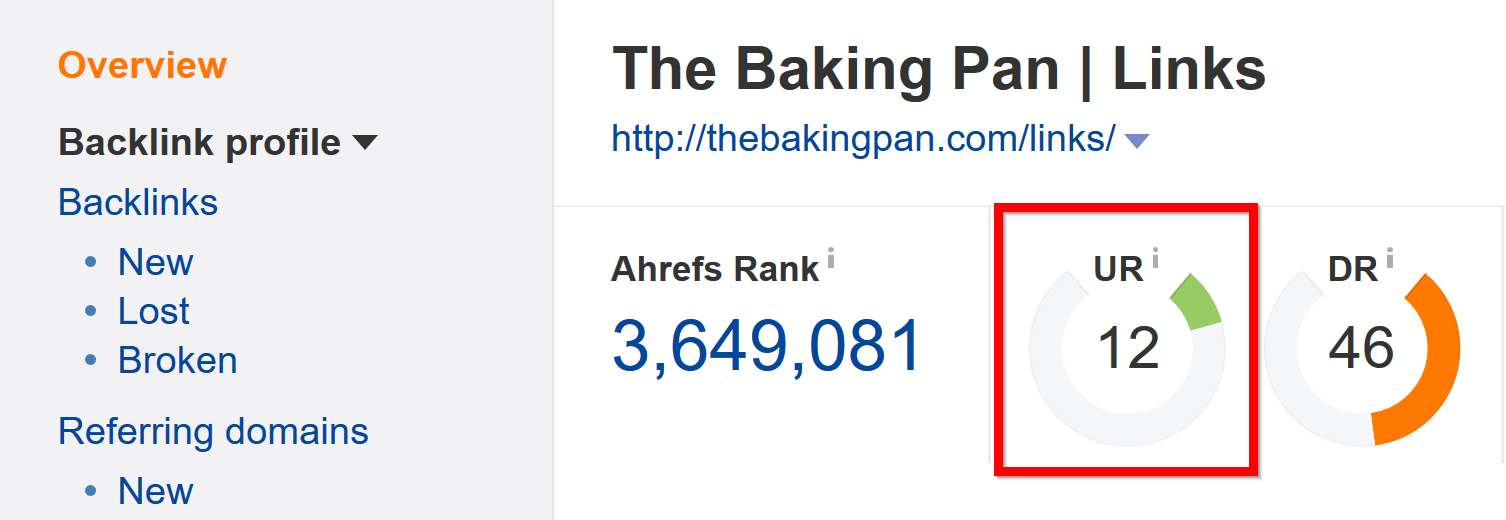 Overview
Backlink profile
Backlinks
New
Lost
Broken
Referring domains
New
The Baking Pan | Links
http://thebakingpan.com/links/
Ahrefs Rank i
3,649,081
UR i
12
DR i
46